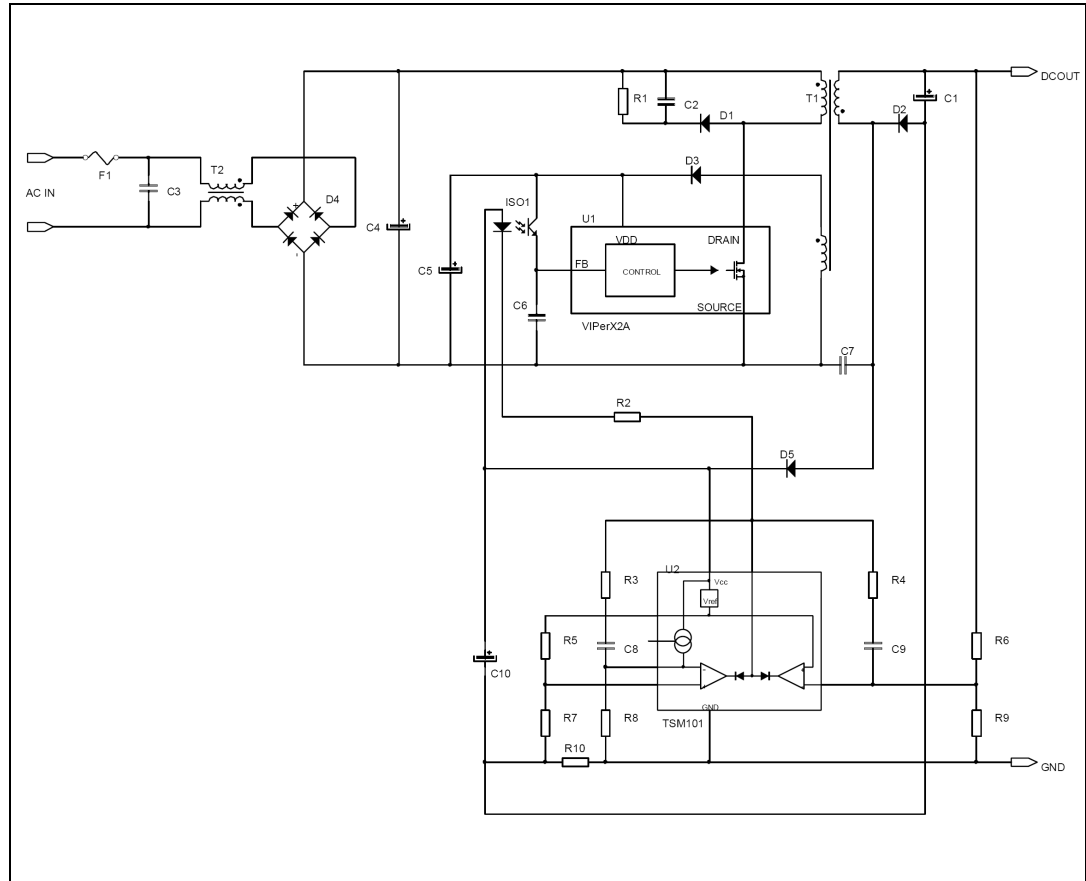 DCOUT
R1
C2
D1
T1
D2
C1
F1
T2
AC IN
C3
D4
D3
ISO1
U1
C4
VDD
DRAIN
C5
FB
CONTROL
C6
SOURCE
VIPerX2A
C7
R2
D5
U2
R3
Vcc
R4
Vref
R5
C8
C9
R6
C10
R7
R8
GND
R9
TSM101
R10
GND
+
+
+
+
+
-
-
+
+